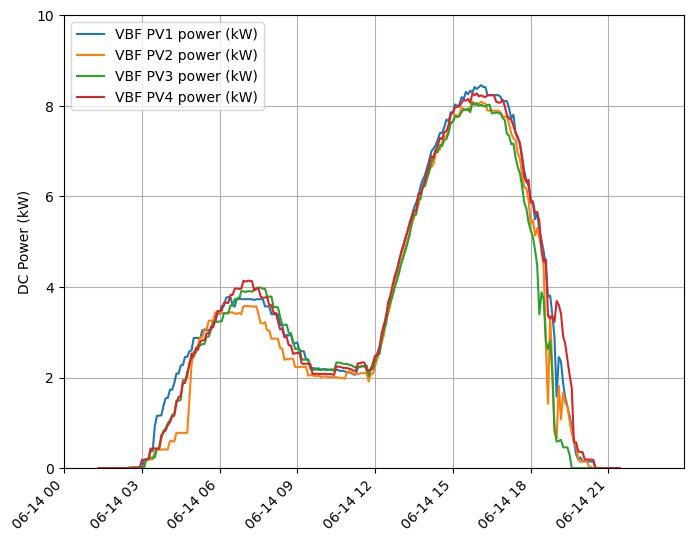 10
8
6
4
2
0
DC Power (kW)
VBF PV1 power (kW)
VBF PV2 power (kW)
VBF PV3 power (kW)
VBF PV4 power (kW)
06-14 00
06-14 03
06-14 06
06-14 09
06-14 12
06-14 15
06-14 18
06-14 21